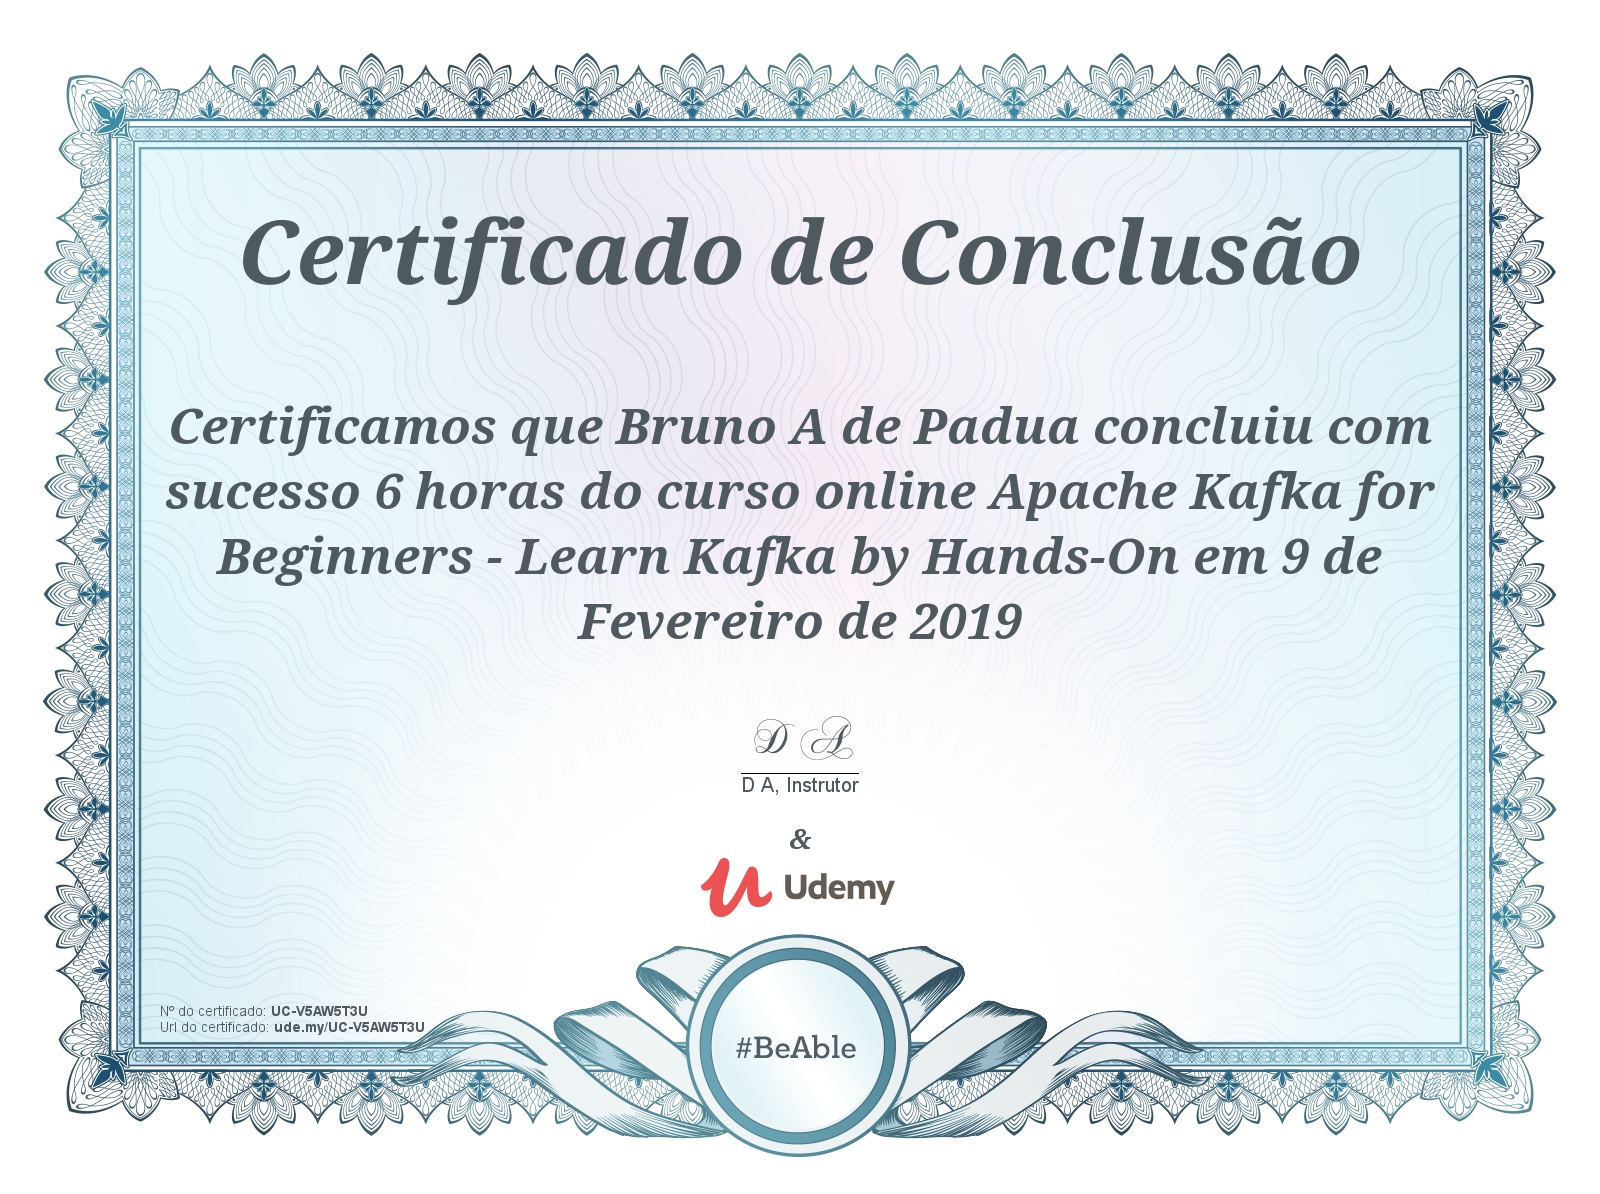 Certificado de Conclusão
Certificamos que Bruno A de Padua concluiu com
sucesso 6 horas do curso online Apache Kafka for
Beginners - Learn Kafka by Hands-On em 9 de
Fevereiro de 2019
D A
D A, Instrutor
&
Udemy
Nº do certificado: UC-V5AW5T3U
Url do certificado: ude.my/UC-V5AW5T3U
#BeAble